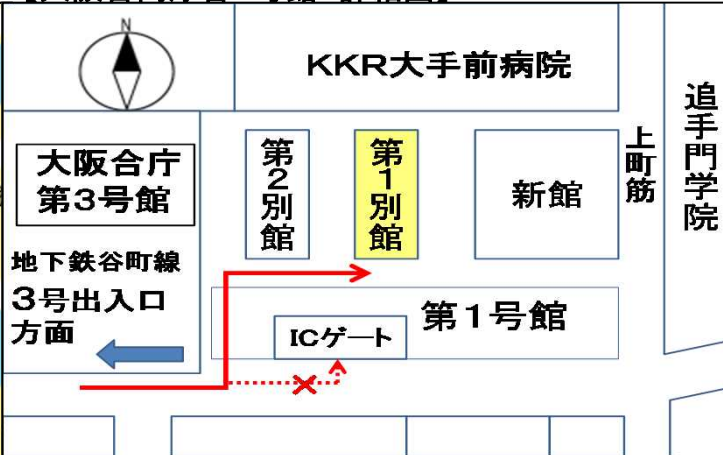 N
KKR大手前病院
追手門学院
上町筋
大阪合庁
第3号館
第2別館
第1別館
新館
地下鉄谷町線
3号出入口
方面
第1号館
ICゲート